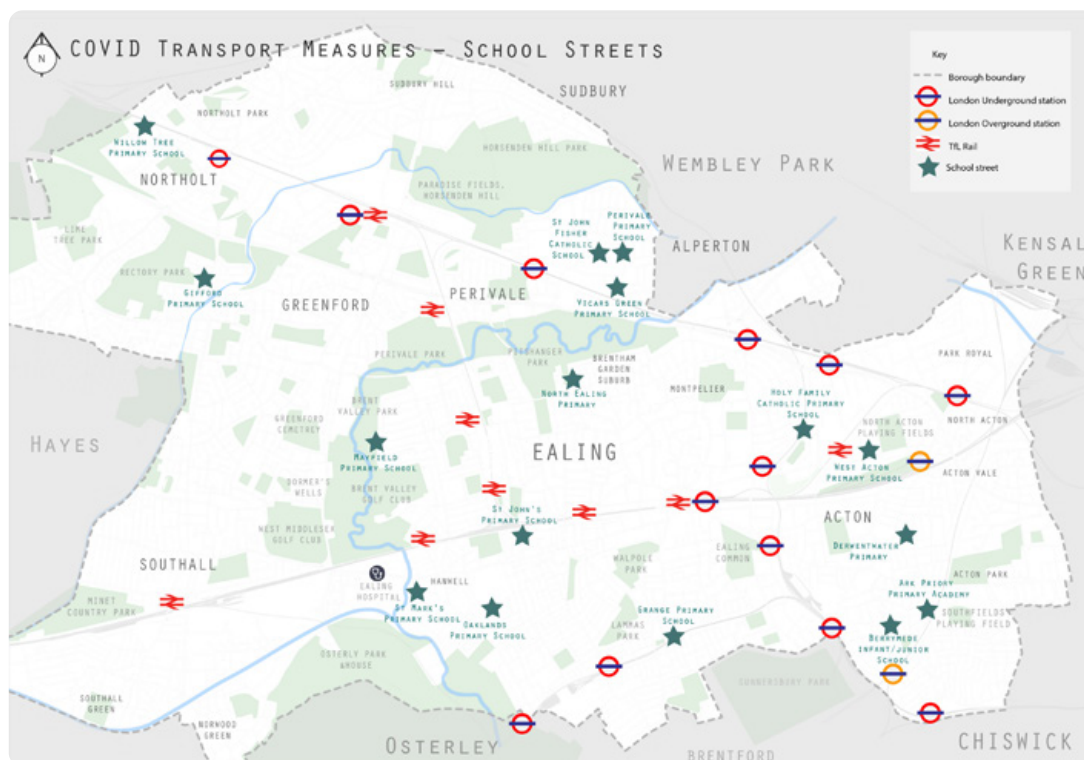 COVID Transport Measures – School Streets
N
Key
Borough boundary
London Underground station
London Overground station
TfL Rail
School street
SUDBURY HILL
SUDBURY
NORTHOLT PARK
Willow Tree
Primary School
NORTHOLT
HORSENDEN HILL PARK
Wembley Park
PARADISE FIELDS,
HORSENDEN HILL
St John
Fisher
Catholic
School
Perivale
Primary
School
ALPERTON
Kensal
Green
LIME
TREE PARK
RECTORY PARK
Gifford
Primary School
GREENFORD
PERIVALE
Vicars Green
Primary School
PERIVALE PARK
PITSHANGER
PARK
BRENTHAM
GARDEN
SUBURB
PARK ROYAL
North Ealing
Primary
MONTPELIER
Holy Family
Catholic Primary
School
BRENT
VALLEY PARK
GREENFORD
CEMETREY
NORTH ACTON
PLAYING FIELDS
NORTH ACTON
Hayes
Mayfield
Primary School
EALING
West Acton
Primary School
ACTON VALE
DORMER'S
WELLS
BRENT VALLEY
GOLF CLUB
St John's
Primary School
WEST MIDDLESEX
GOLF CLUB
ACTON
Derwentwater
Primary
EALING
COMMON
WALPOLE
PARK
SOUTHALL
EALING
HOSPITAL
HANWELL
ACTON PARK
Ark Priory
Primary Academy
MINET
COUNTRY PARK
St Mark's
Primary School
Oaklands
Primary School
LAMMAS
PARK
Grange Primary
School
SOUTHFIELDS
PLAYING FIELD
Berrymede
infant/junior
School
OSTERLY PARK
&HOUSE
GUNNERSBURY PARK
SOUTHALL
GREEN
NORWOOD
GREEN
Osterley
BRENTFORD
CHISWICK